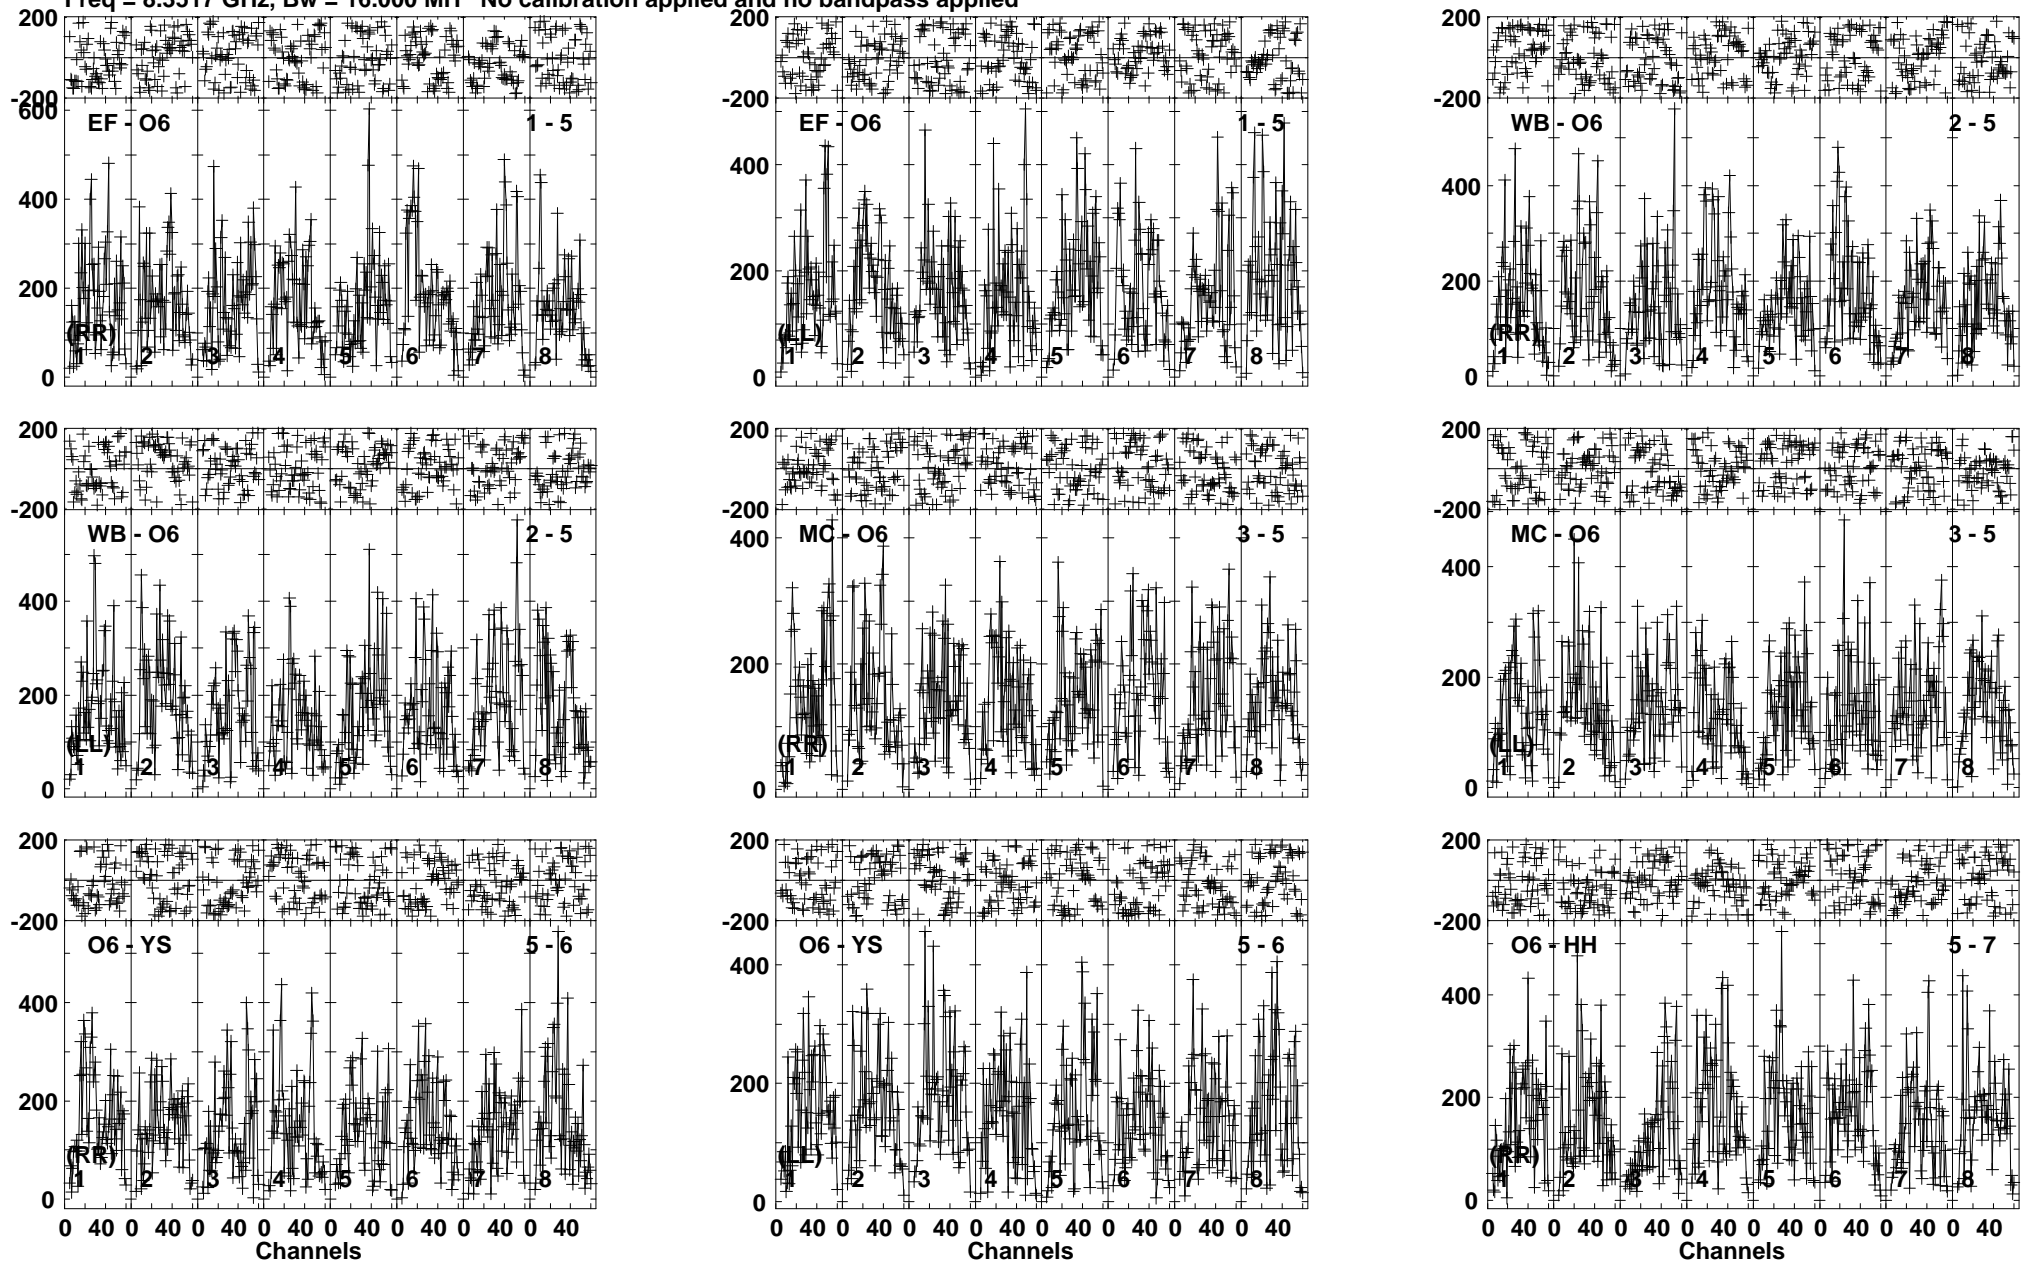 Freq = 8.3517 GHz, Bw = 16.000 MH No calibration applied and no bandpass applied
200 200 200
-200 -200 -200
600
EF - O6 1 - 5 EF - O6 1 - 5 WB - O6 2 - 5
400 400 400
200 200 200
(RR) (LL) (RR)
1 2 3 4 5 6 7 8 1 2 3 4 5 6 7 8 1 2 3 4 5 6 7 8
0 0 0
200 200 200
-200 -200 -200
WB - O6 2 - 5 MC - O6 3 - 5 MC - O6 3 - 5
400 400 400
200 200 200
(LL) (RR) (LL)
1 2 3 4 5 6 7 8 1 2 3 4 5 6 7 8 1 2 3 4 5 6 7 8
0 0 0
200 200 200
-200 -200 -200
O6 - YS 5 - 6 O6 - YS 5 - 6 O6 - HH 5 - 7
400 400 400
200 200 200
(RR) (LL) (RR)
1 2 3 4 5 6 7 8 1 2 3 4 5 6 7 8 1 2 3 4 5 6 7 8
0 0 0
0 40 0 40 0 40 0 40 0 40 0 40 0 40 0 40 0 40 0 40 0 40 0 40 0 40 0 40 0 40 0 40 0 40 0 40 0 40 0 40 0 40 0 40 0 40 0 40
Channels Channels Channels